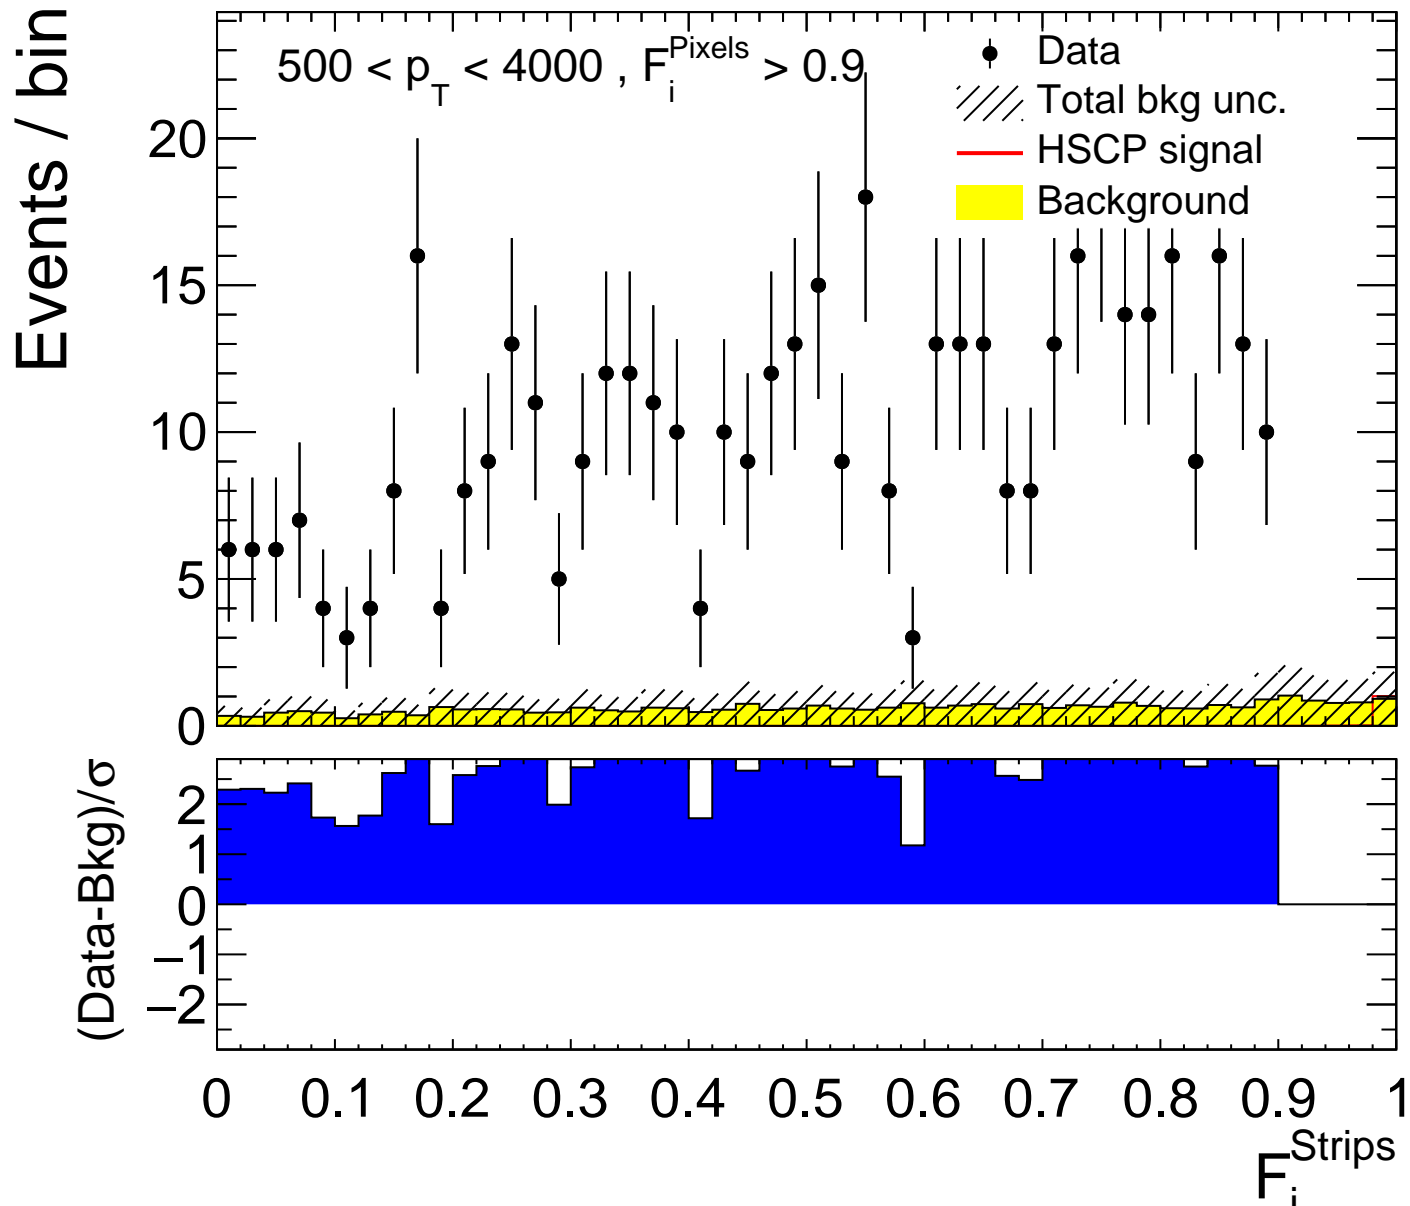 Events / bin
500 < p_T < 4000 , F_i^Pixels > 0.9
Data
Total bkg unc.
HSCP signal
Background
20
15
10
5
0
(Data-Bkg)/σ
2
1
0
−1
−2
0 0.1 0.2 0.3 0.4 0.5 0.6 0.7 0.8 0.9 1
F_i^Strips